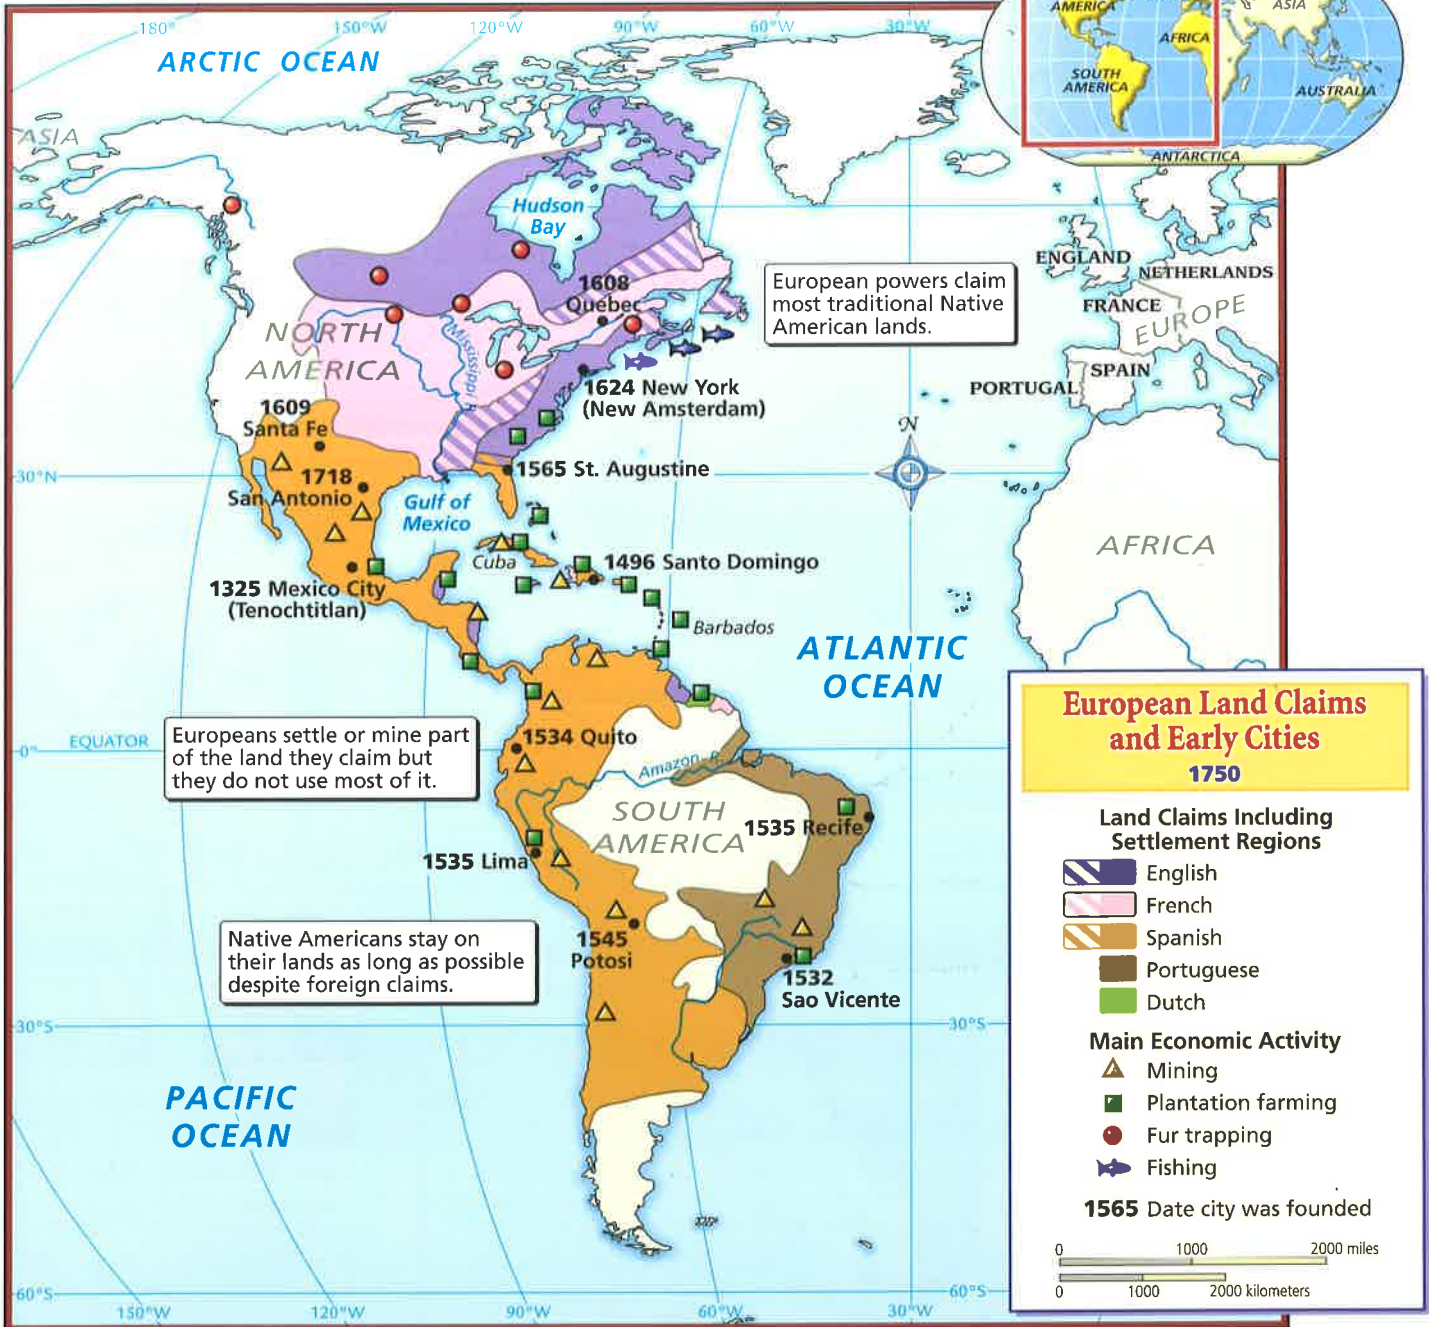 180°
150°W
120°W
90°W
60°W
30°W
ARCTIC OCEAN
AMERICA
ASIA
AFRICA
SOUTH
AMERICA
AUSTRALIA
ANTARCTICA
ASIA
Hudson
Bay
ENGLAND
NETHERLANDS
FRANCE
EUROPE
SPAIN
PORTUGAL
European powers claim
most traditional Native
American lands.
1608
Québec
NORTH
AMERICA
Mississippi R.
1624 New York
(New Amsterdam)
1609
Santa Fe
N
30°N
1718
San Antonio
1565 St. Augustine
Gulf of
Mexico
AFRICA
Cuba
1496 Santo Domingo
1325 Mexico City
(Tenochtitlan)
Barbados
ATLANTIC
OCEAN
0°
EQUATOR
Europeans settle or mine part
of the land they claim but
they do not use most of it.
1534 Quito
Amazon R.
SOUTH
AMERICA
1535 Recife
1535 Lima
Native Americans stay on
their lands as long as possible
despite foreign claims.
1545
Potosi
1532
Sao Vicente
30°S
30°S
PACIFIC
OCEAN
60°S
60°S
150°W
120°W
90°W
60°W
30°W
European Land Claims
and Early Cities
1750
Land Claims Including
Settlement Regions
English
French
Spanish
Portuguese
Dutch
Main Economic Activity
Mining
Plantation farming
Fur trapping
Fishing
1565 Date city was founded
0 1000 2000 miles
0 1000 2000 kilometers